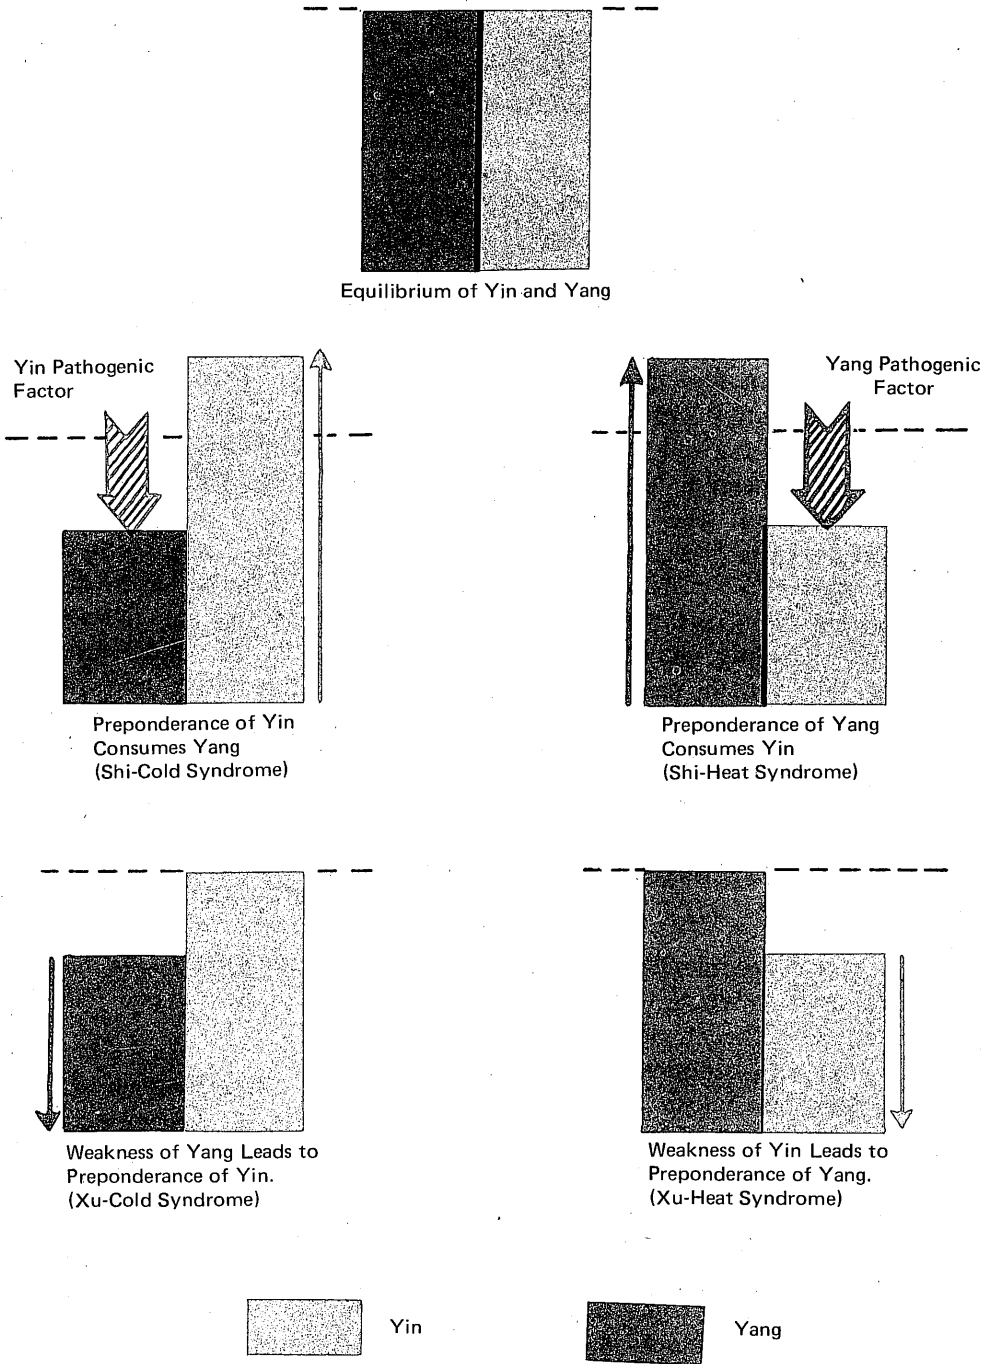 Equilibrium of Yin and Yang
Yin Pathogenic
Factor
Yang Pathogenic
Factor
Preponderance of Yin
Consumes Yang
(Shi-Cold Syndrome)
Preponderance of Yang
Consumes Yin
(Shi-Heat Syndrome)
Weakness of Yang Leads to
Preponderance of Yin.
(Xu-Cold Syndrome)
Weakness of Yin Leads to
Preponderance of Yang.
(Xu-Heat Syndrome)
Yin
Yang